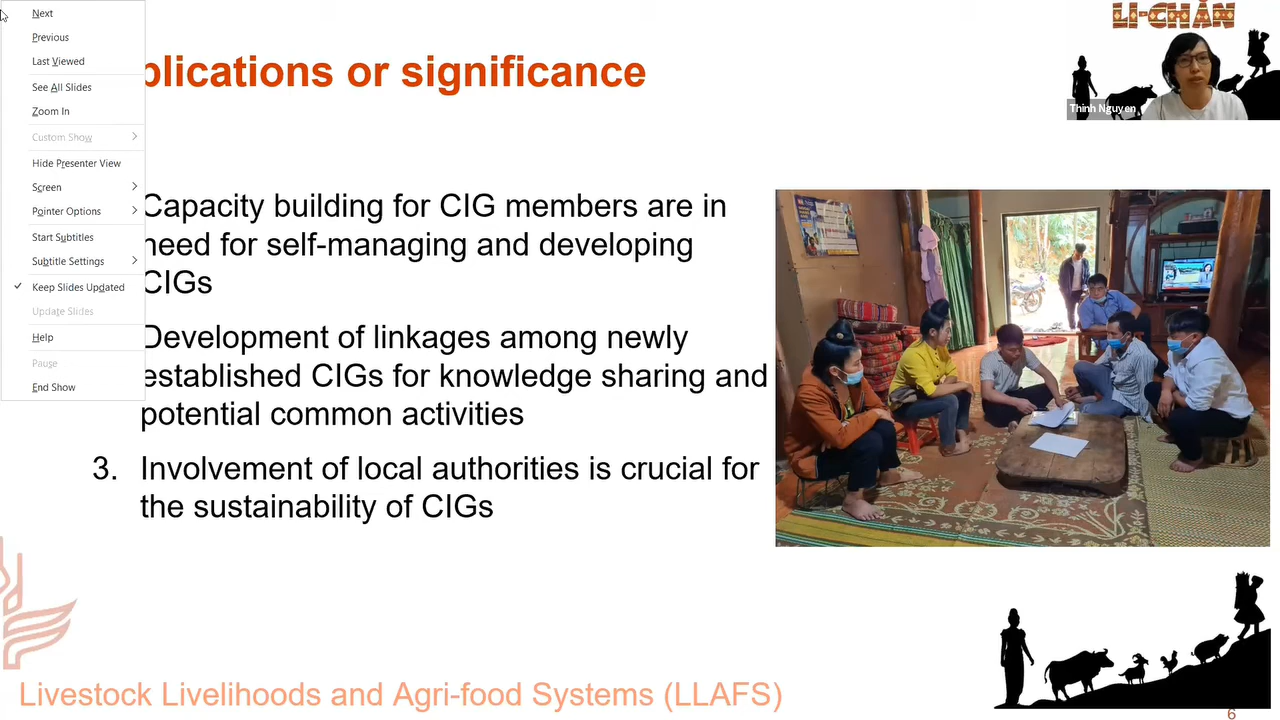 Next
Previous
Last Viewed
See All Slides
Zoom In
Custom Show
Hide Presenter View
Screen
Pointer Options
Start Subtitles
Subtitle Settings
Keep Slides Updated
Update Slides
Help
Pause
End Show
plications or significance
LI-CHĂN
Thinh Nguyen
Capacity building for CIG members are in
need for self-managing and developing
CIGs
Development of linkages among newly
established CIGs for knowledge sharing and
potential common activities
3. Involvement of local authorities is crucial for
the sustainability of CIGs
Livestock Livelihoods and Agri-food Systems (LLAFS)
6